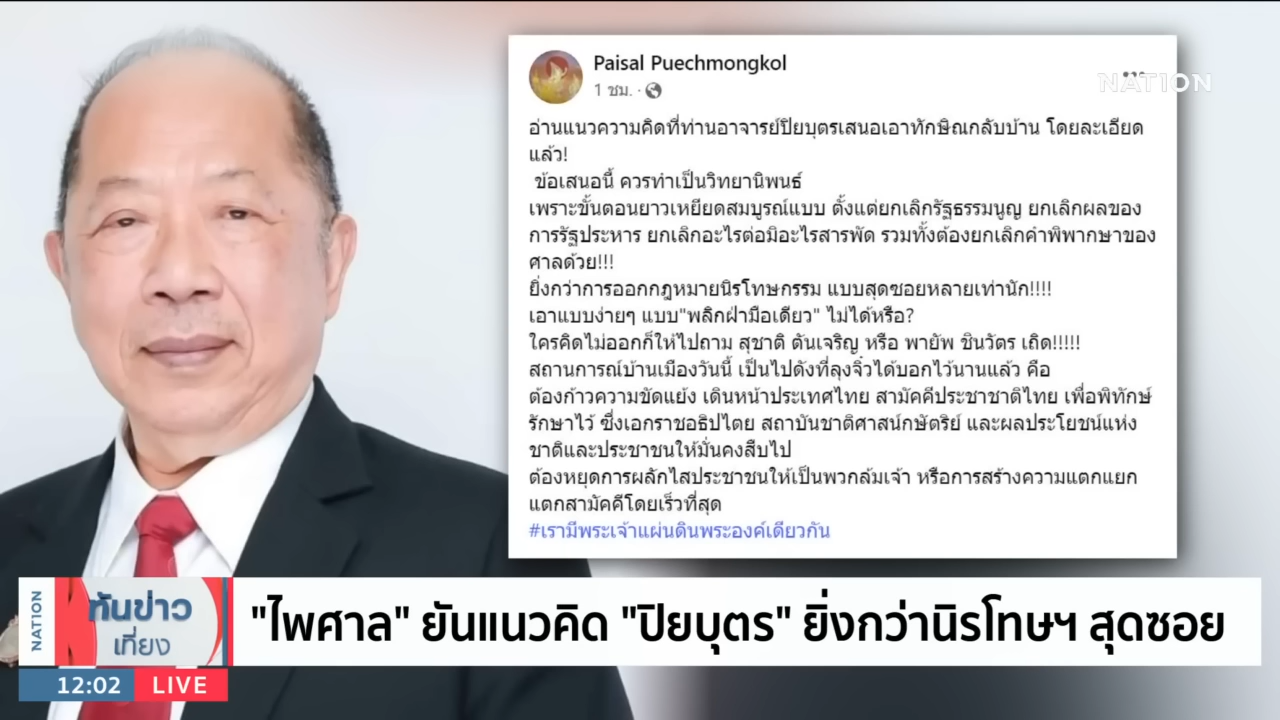 Paisal Puechmongkol
1 ชม.
NATION
อ่านแนวความคิดที่ท่านอาจารย์ปิยบุตรเสนอเอาทักษิณกลับบ้าน โดยละเอียด
แล้ว!
ข้อเสนอนี้ ควรทำเป็นวิทยานิพนธ์
เพราะขั้นตอนยาวเหยียดสมบูรณ์แบบ ตั้งแต่ยกเลิกรัฐธรรมนูญ ยกเลิกผลของ
การรัฐประหาร ยกเลิกอะไรต่อมิอะไรสารพัด รวมทั้งต้องยกเลิกคำพิพากษาของ
ศาลด้วย!!!
ยิ่งกว่าการออกกฎหมายนิรโทษกรรม แบบสุดซอยหลายเท่านัก!!!!
เอาแบบง่ายๆ แบบ"พลิกฝ่ามือเดียว" ไม่ได้หรือ?
ใครคิดไม่ออกก็ให้ไปถาม สุชาติ ตันเจริญ หรือ พายัพ ชินวัตร เถิด!!!!!
สถานการณ์บ้านเมืองวันนี้ เป็นไปดังที่ลุงจิ๋วได้บอกไว้นานแล้ว คือ
ต้องก้าวความขัดแย้ง เดินหน้าประเทศไทย สามัคคีประชาชาติไทย เพื่อพิทักษ์
รักษาไว้ ซึ่งเอกราชอธิปไตย สถาบันชาติศาสน์กษัตริย์ และผลประโยชน์แห่ง
ชาติและประชาชนให้มั่นคงสืบไป
ต้องหยุดการผลักไสประชาชนให้เป็นพวกล้มเจ้า หรือการสร้างความแตกแยก
แตกสามัคคีโดยเร็วที่สุด
#เรามีพระเจ้าแผ่นดินพระองค์เดียวกัน
NATION
ทันข่าว
เที่ยง
"ไพศาล" ยันแนวคิด "ปิยบุตร" ยิ่งกว่านิรโทษฯ สุดซอย
12:02 LIVE